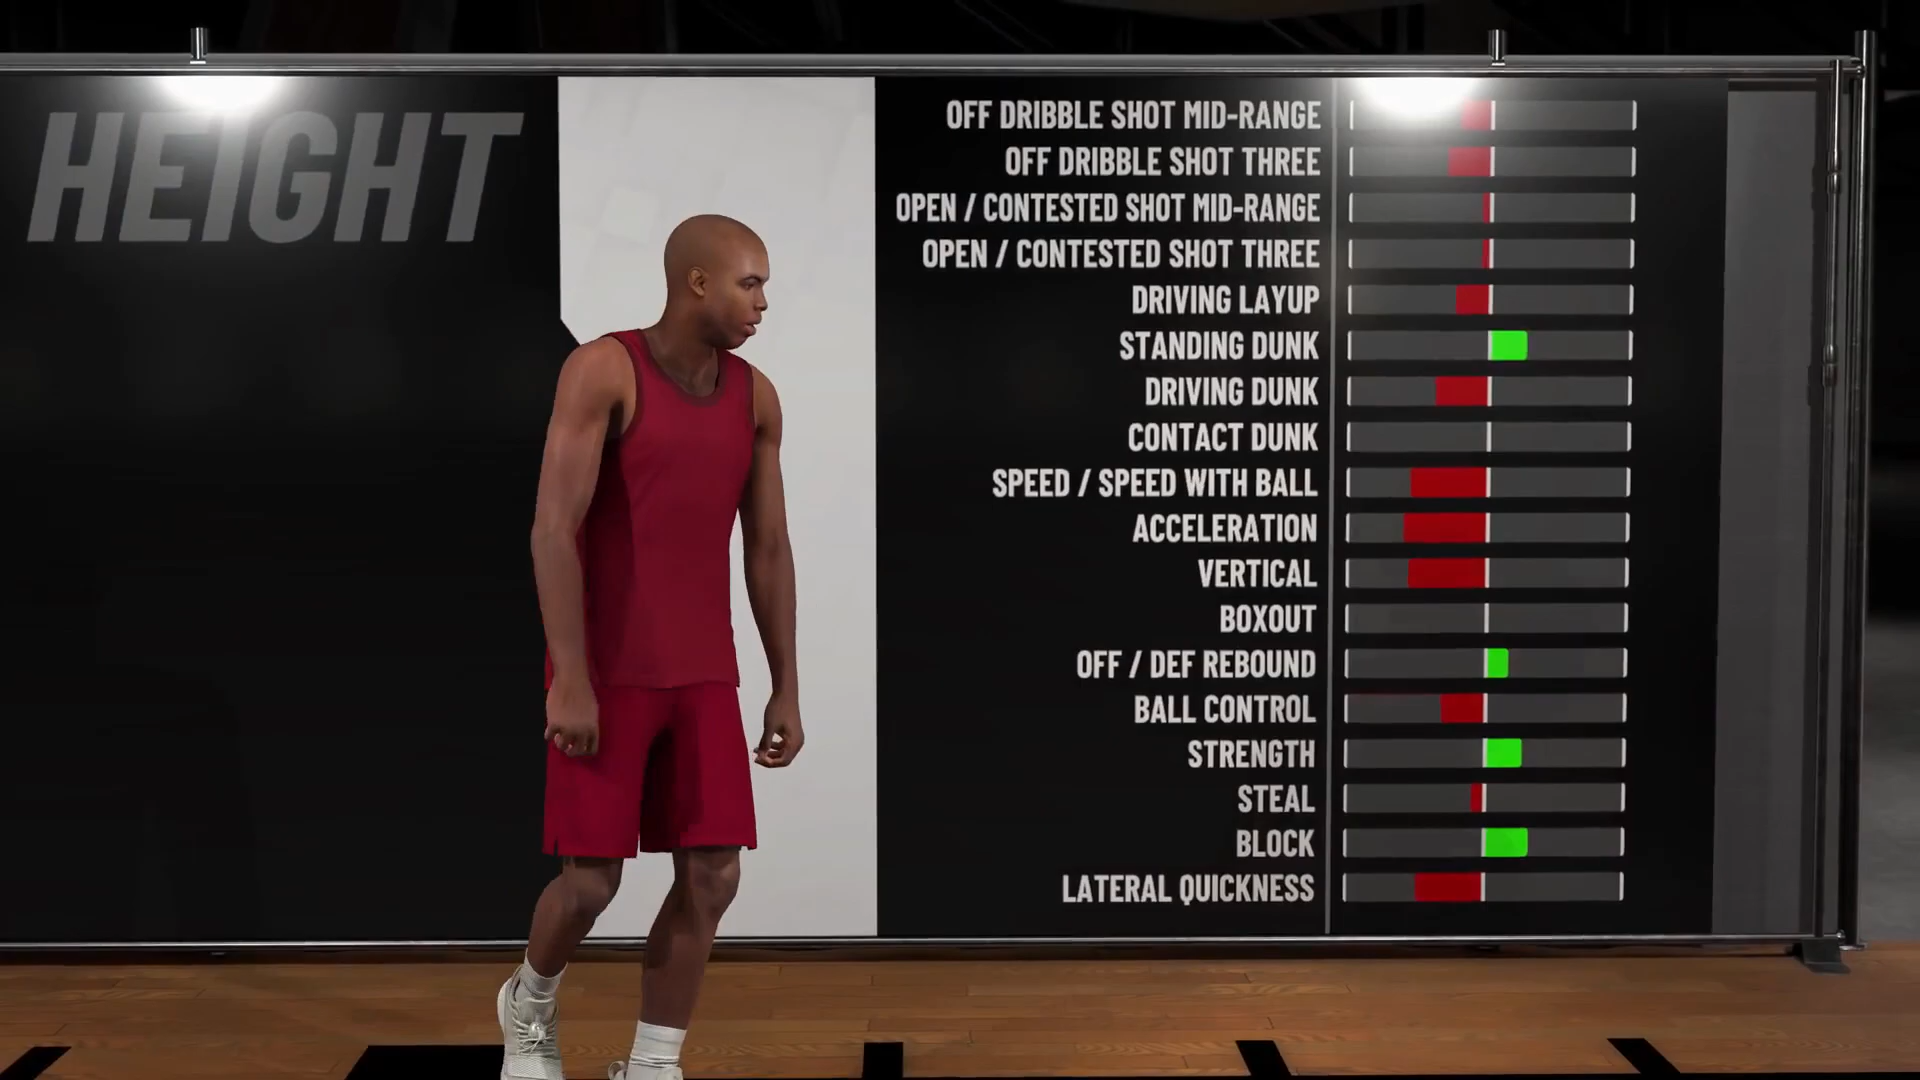 HEIGHT
OFF DRIBBLE SHOT MID-RANGE
OFF DRIBBLE SHOT THREE
OPEN / CONTESTED SHOT MID-RANGE
OPEN / CONTESTED SHOT THREE
DRIVING LAYUP
STANDING DUNK
DRIVING DUNK
CONTACT DUNK
SPEED / SPEED WITH BALL
ACCELERATION
VERTICAL
BOXOUT
OFF / DEF REBOUND
BALL CONTROL
STRENGTH
STEAL
BLOCK
LATERAL QUICKNESS